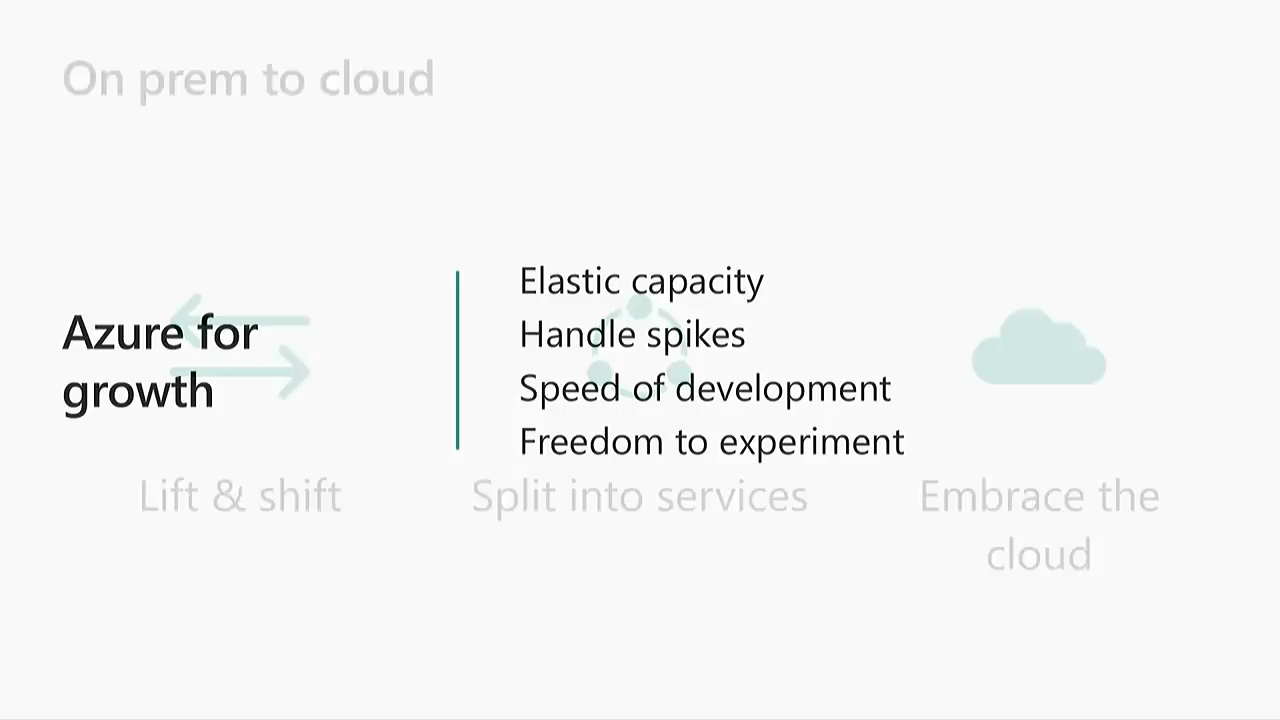 On prem to cloud
Azure for
growth
Elastic capacity
Handle spikes
Speed of development
Freedom to experiment
Lift & shift
Split into services
Embrace the
cloud